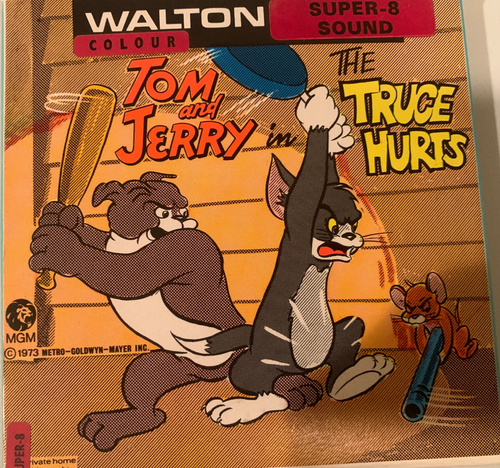 WALTON
SUPER-8
SOUND
COLOUR
TOM
and
JERRY
in
THE
TRUCE
HURTS
MGM
© 1973 METRO-GOLDWYN-MAYER INC.
UPER-8
rivate home